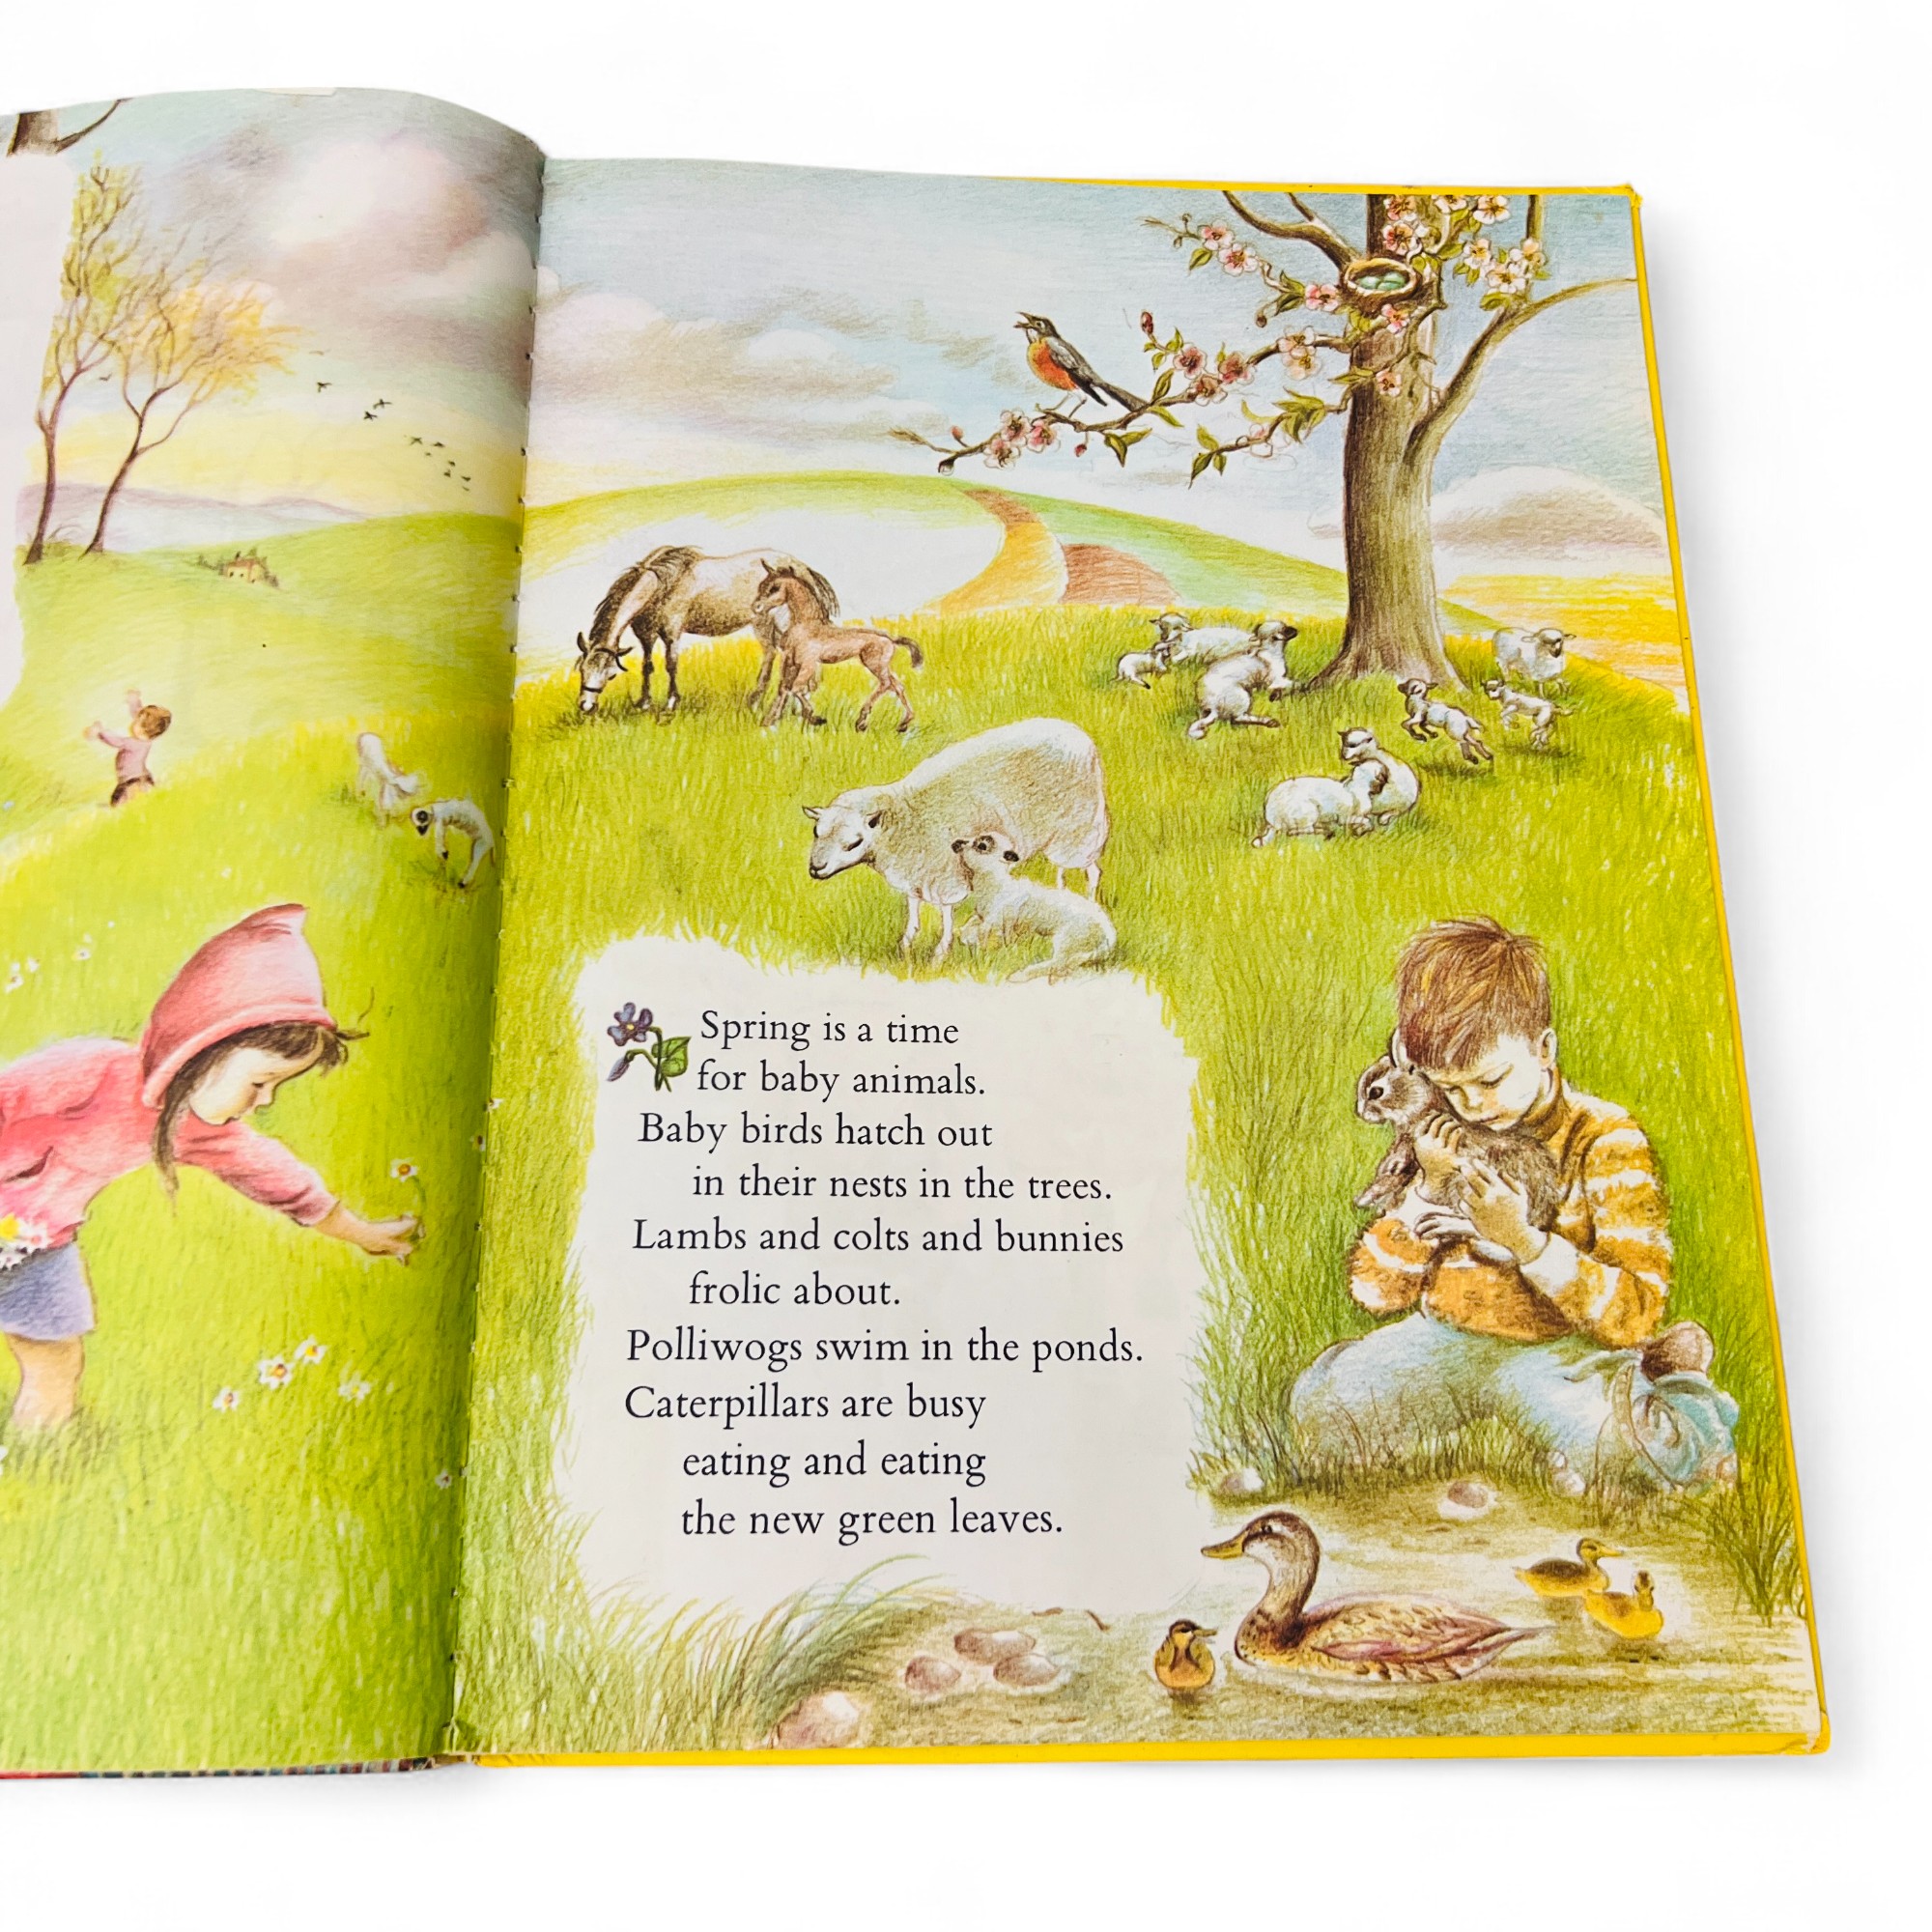 Spring is a time
for baby animals.
Baby birds hatch out
in their nests in the trees.
Lambs and colts and bunnies
frolic about.
Polliwogs swim in the ponds.
Caterpillars are busy
eating and eating
the new green leaves.